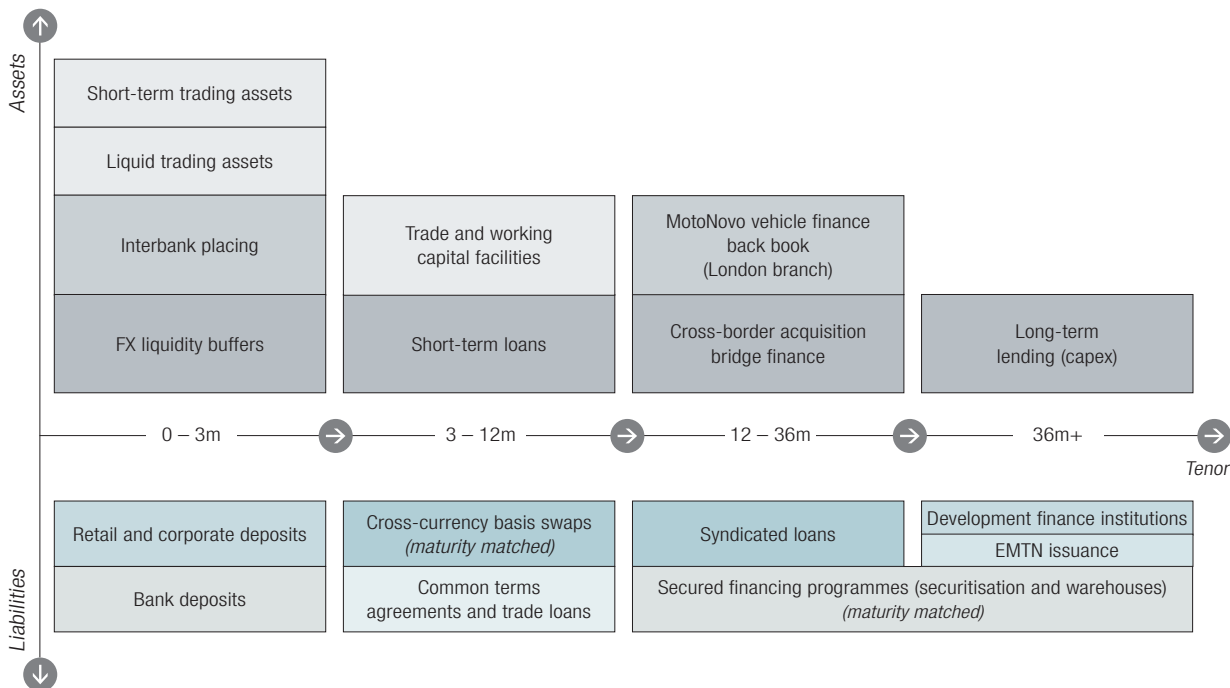 Assets
Short-term trading assets
Liquid trading assets
Interbank placing
Trade and working
capital facilities
MotoNovo vehicle finance
back book
(London branch)
FX liquidity buffers
Short-term loans
Cross-border acquisition
bridge finance
Long-term
lending (capex)
0 – 3m
3 – 12m
12 – 36m
36m+
Tenor
Liabilities
Retail and corporate deposits
Cross-currency basis swaps
(maturity matched)
Syndicated loans
Development finance institutions
EMTN issuance
Bank deposits
Common terms
agreements and trade loans
Secured financing programmes (securitisation and warehouses)
(maturity matched)